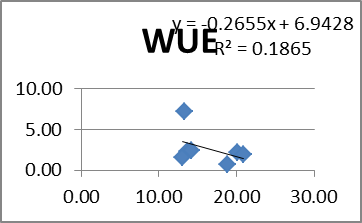 y = -0.2655x + 6.9428
WUE
R² = 0.1865
10.00
5.00
0.00
0.00 10.00 20.00 30.00